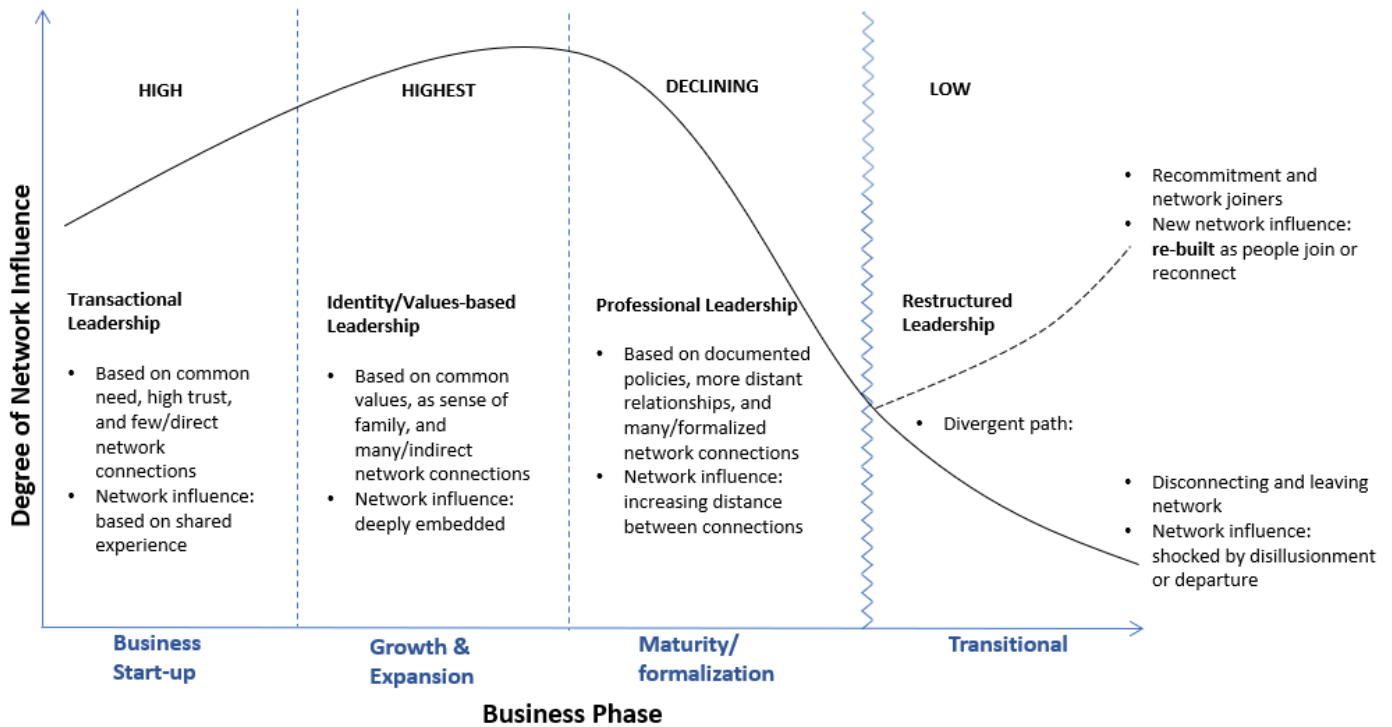 Degree of Network Influence
HIGH
HIGHEST
DECLINING
LOW
Transactional
Leadership
• Based on common
need, high trust,
and few/direct
network
connections
• Network influence:
based on shared
experience
Identity/Values-based
Leadership
• Based on common
values, as sense of
family, and
many/indirect
network connections
• Network influence:
deeply embedded
Professional Leadership
• Based on documented
policies, more distant
relationships, and
many/formalized
network connections
• Network influence:
increasing distance
between connections
Restructured
Leadership
• Divergent path:
• Recommitment and
network joiners
• New network influence:
re-built as people join or
reconnect
• Disconnecting and leaving
network
• Network influence:
shocked by disillusionment
or departure
Business
Start-up
Growth &
Expansion
Maturity/
formalization
Transitional
Business Phase